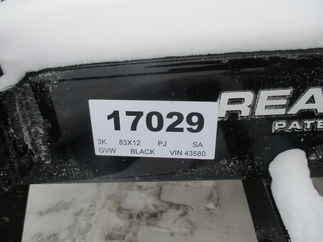 17029
3K 83X12 PJ SA
GVW BLACK VIN 43580
REA
PATE